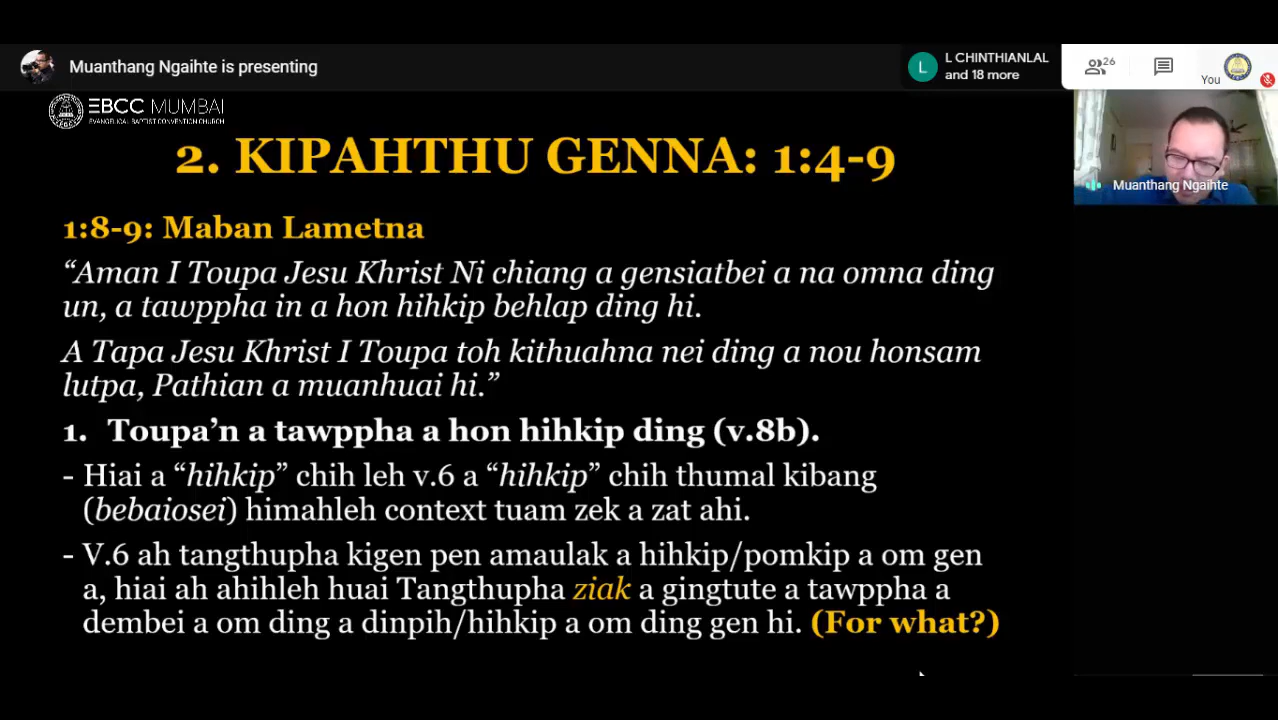 Muanthang Ngaihte is presenting
L CHINTHIANLAL
and 18 more
L
26
You
EBCC MUMBAI
EVANGELICAL BAPTIST CONVENTION CHURCH
2. KIPAHTHU GENNA: 1:4-9
Muanthang Ngaihte
1:8-9: Maban Lametna
“Aman I Toupa Jesu Khrist Ni chiang a gensiatbei a na omna ding
un, a tawppha in a hon hihkip behlap ding hi.
A Tapa Jesu Khrist I Toupa toh kithuahna nei ding a nou honsam
lutpa, Pathian a muanhuai hi.”
1. Toupa’n a tawppha a hon hihkip ding (v.8b).
- Hiai a “hihkip” chih leh v.6 a “hihkip” chih thumal kibang
(bebaiosei) himahleh context tuam zek a zat ahi.
- V.6 ah tangthupha kigen pen amaulak a hihkip/pomkip a om gen
a, hiai ah ahihleh huai Tangthupha ziak a gingtute a tawppha a
dembei a om ding a dinpih/hihkip a om ding gen hi. (For what?)